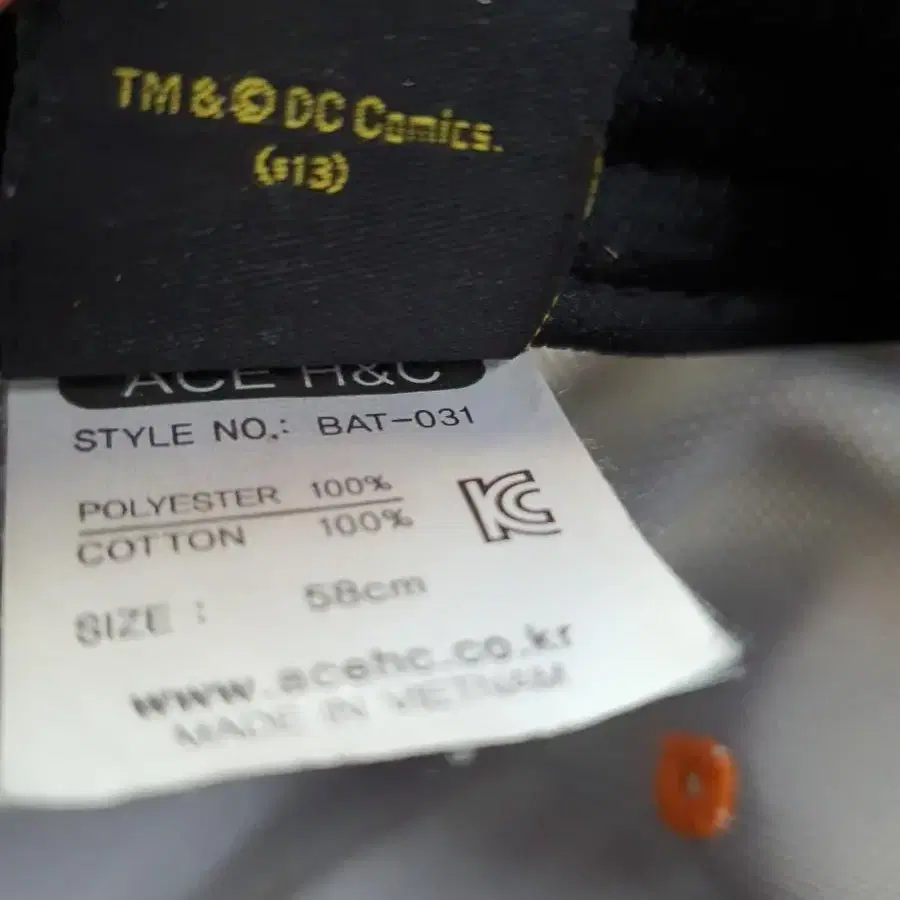 TM & © DC Comics.
(s13)
ACE H&C
STYLE NO.: BAT-031
POLYESTER 100%
COTTON 100%
SIZE : 58cm
www.acehc.co.kr
MADE IN VIETNAM